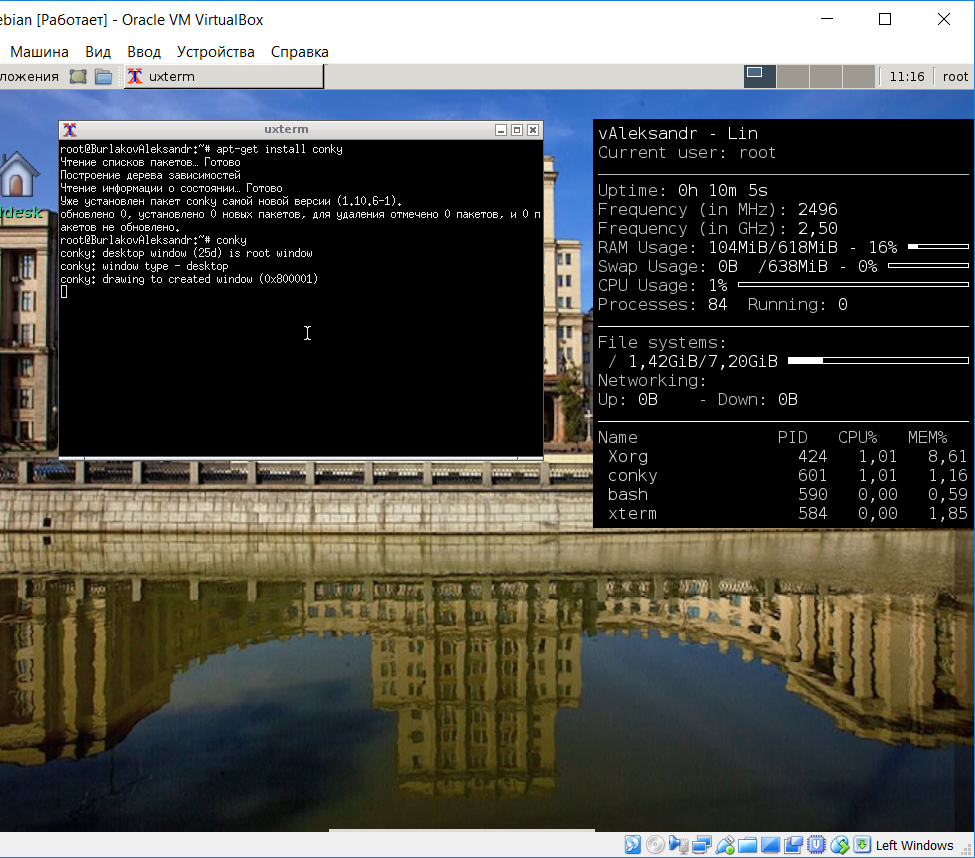 ebian [Работает] - Oracle VM VirtualBox
Машина Вид Ввод Устройства Справка
ложения uxterm 11:16 root
uxterm
root@BurlakovAleksandr:~# apt-get install conky
Чтение списков пакетов… Готово
Построение дерева зависимостей
Чтение информации о состоянии… Готово
Уже установлен пакет conky самой новой версии (1.10.6-1).
обновлено 0, установлено 0 новых пакетов, для удаления отмечено 0 пакетов, и 0 п
акетов не обновлено.
root@BurlakovAleksandr:~# conky
conky: desktop window (25d) is root window
conky: window type - desktop
conky: drawing to created window (0x800001)
ldesk
vAleksandr - Lin
Current user: root
Uptime: 0h 10m 5s
Frequency (in MHz): 2496
Frequency (in GHz): 2,50
RAM Usage: 104MiB/618MiB - 16%
Swap Usage: 0B /638MiB - 0%
CPU Usage: 1%
Processes: 84 Running: 0
File systems:
/ 1,42GiB/7,20GiB
Networking:
Up: 0B - Down: 0B
Name PID CPU% MEM%
Xorg 424 1,01 8,61
conky 601 1,01 1,16
bash 590 0,00 0,59
xterm 584 0,00 1,85
Left Windows